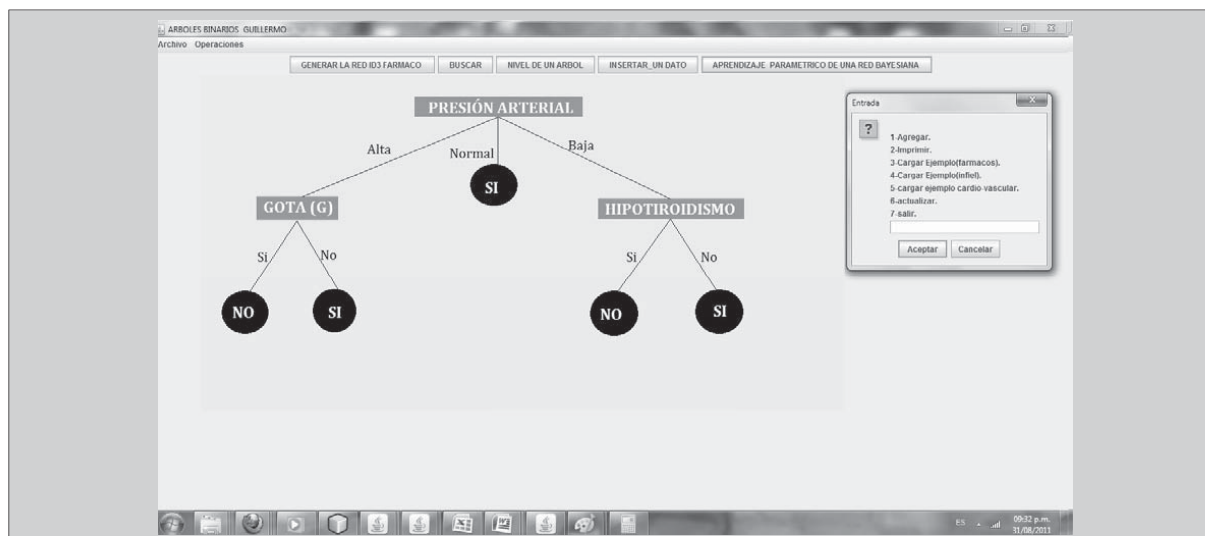 ARBOLES BINARIOS GUILLERMO
Archivo Operaciones
GENERAR LA RED ID3 FARMACO BUSCAR NIVEL DE UN ARBOL INSERTAR_UN DATO APRENDIZAJE PARAMETRICO DE UNA RED BAYESIANA
PRESIÓN ARTERIAL
Alta Normal Baja
SI
GOTA (G) HIPOTIROIDISMO
Si No Si No
NO SI NO SI
Entrada
?
1-Agregar.
2-Imprimir.
3-Cargar Ejemplo(farmacos).
4-Cargar Ejemplo(infiel).
5-cargar ejemplo cardio-vascular.
6-actualizar.
7-salir.
Aceptar Cancelar
ES 09:32 p.m.
31/08/2011